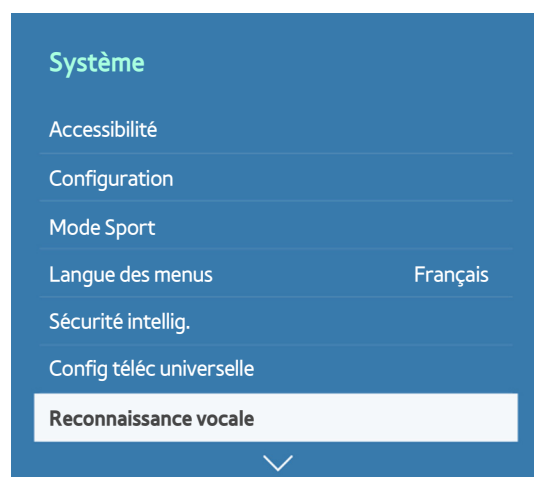 Système
Accessibilité
Configuration
Mode Sport
Langue des menus Français
Sécurité intellig.
Config téléc universelle
Reconnaissance vocale